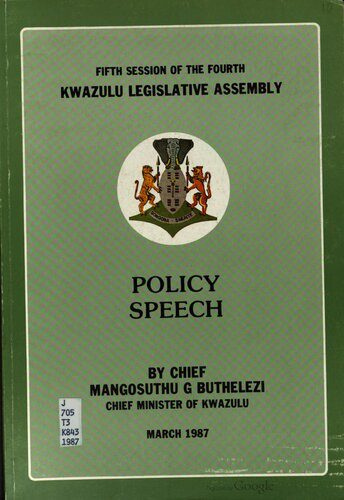 FIFTH SESSION OF THE FOURTH
KWAZULU LEGISLATIVE ASSEMBLY
POLICY
SPEECH
BY CHIEF
MANGOSUTHU G BUTHELEZI
CHIEF MINISTER OF KWAZULU
MARCH 1987
J
705
T3
K843
1987
Google